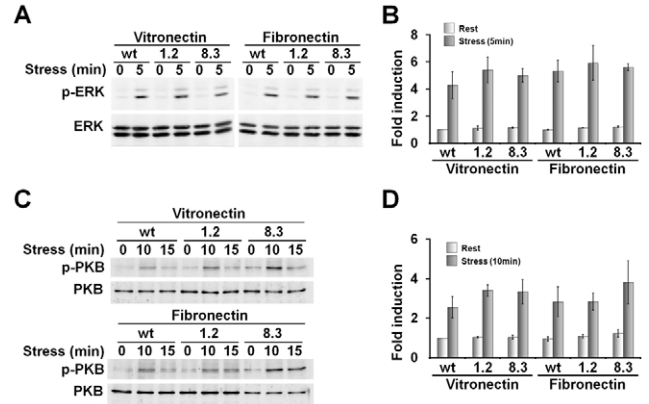 A
Vitronectin Fibronectin
wt 1.2 8.3 wt 1.2 8.3
Stress (min) 0 5 0 5 0 5 0 5 0 5 0 5
p-ERK
ERK
B
Rest
Stress (5min)
Fold induction
8
6
4
2
0
wt 1.2 8.3 wt 1.2 8.3
Vitronectin Fibronectin
C
Vitronectin
wt 1.2 8.3
Stress (min) 0 10 15 0 10 15 0 10 15
p-PKB
PKB
Fibronectin
wt 1.2 8.3
Stress (min) 0 10 15 0 10 15 0 10 15
p-PKB
PKB
D
Rest
Stress (10min)
Fold induction
6
4
2
0
wt 1.2 8.3 wt 1.2 8.3
Vitronectin Fibronectin